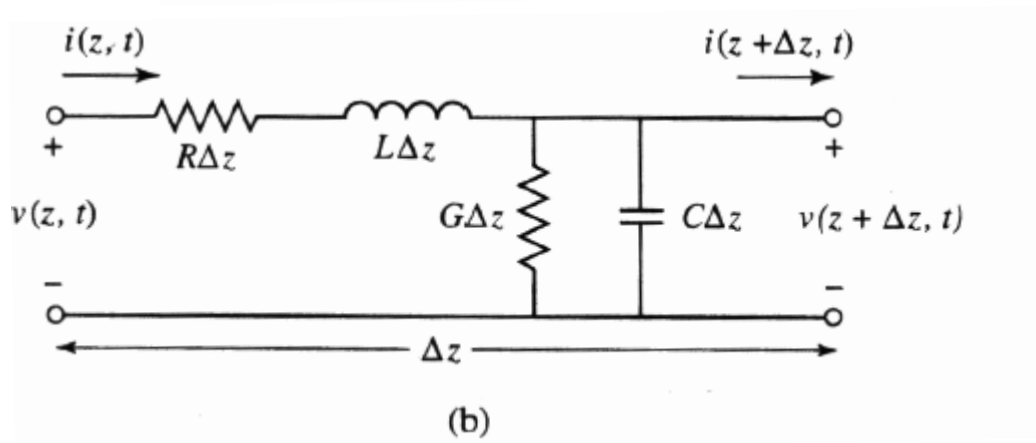 i(z, t)
i(z +Δz, t)
+
RΔz
LΔz
+
v(z, t)
GΔz
CΔz
v(z + Δz, t)
−
−
Δz
(b)